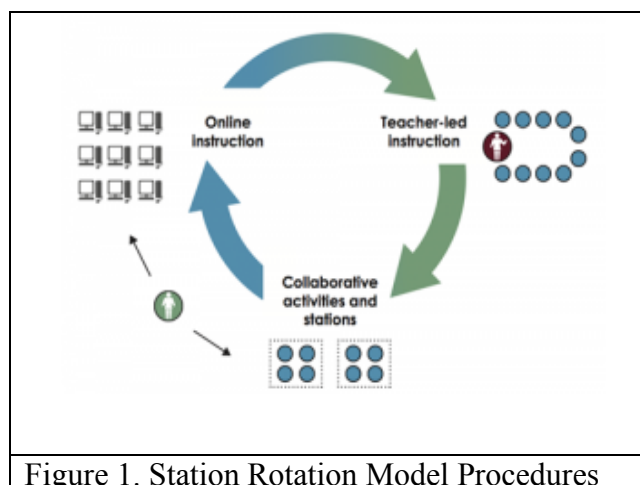 Online
instruction
Teacher-led
instruction
Collaborative
activities and
stations
Figure 1. Station Rotation Model Procedures